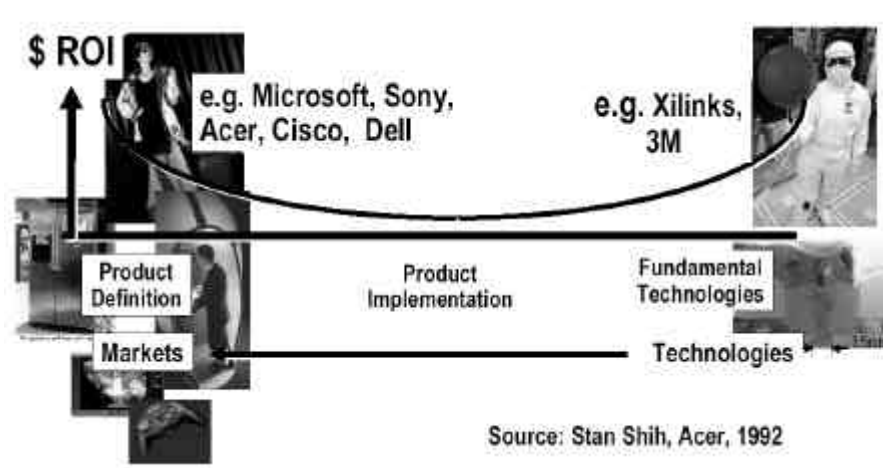 $ ROI
e.g. Microsoft, Sony,
Acer, Cisco, Dell
e.g. Xilinks,
3M
Product
Definition
Product
Implementation
Fundamental
Technologies
Markets
Technologies
Source: Stan Shih, Acer, 1992